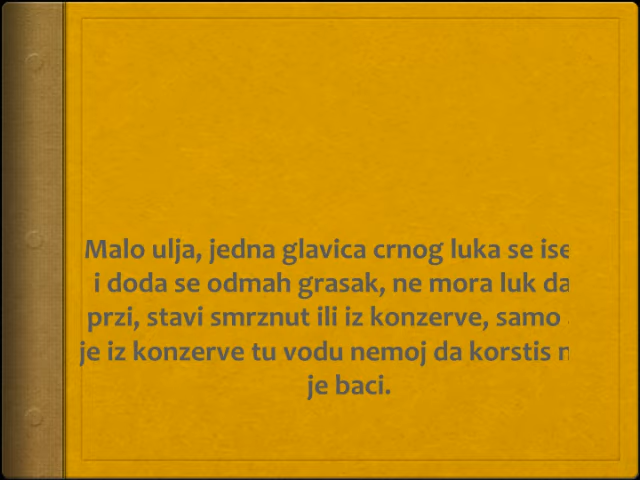 Malo ulja, jedna glavica crnog luka se ise
i doda se odmah grasak, ne mora luk da
przi, stavi smrznut ili iz konzerve, samo
je iz konzerve tu vodu nemoj da korstis
je baci.